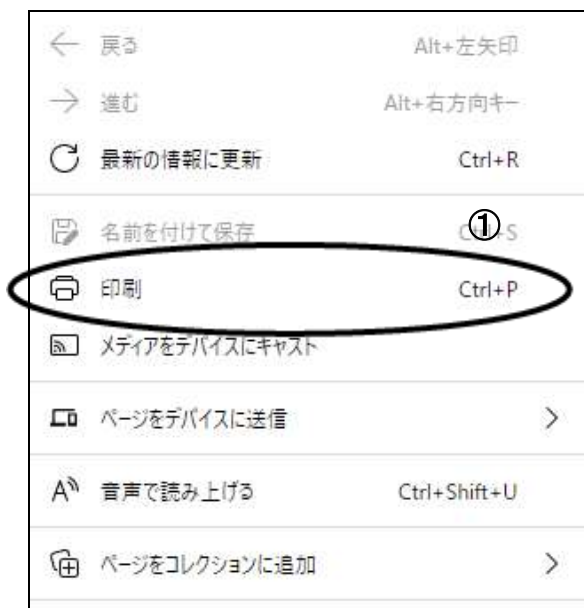 戻る Alt+左矢印
進む Alt+右方向キー
最新の情報に更新 Ctrl+R
①
名前を付けて保存 Ctrl+S
印刷 Ctrl+P
メディアをデバイスにキャスト
ページをデバイスに送信
音声で読み上げる Ctrl+Shift+U
ページをコレクションに追加